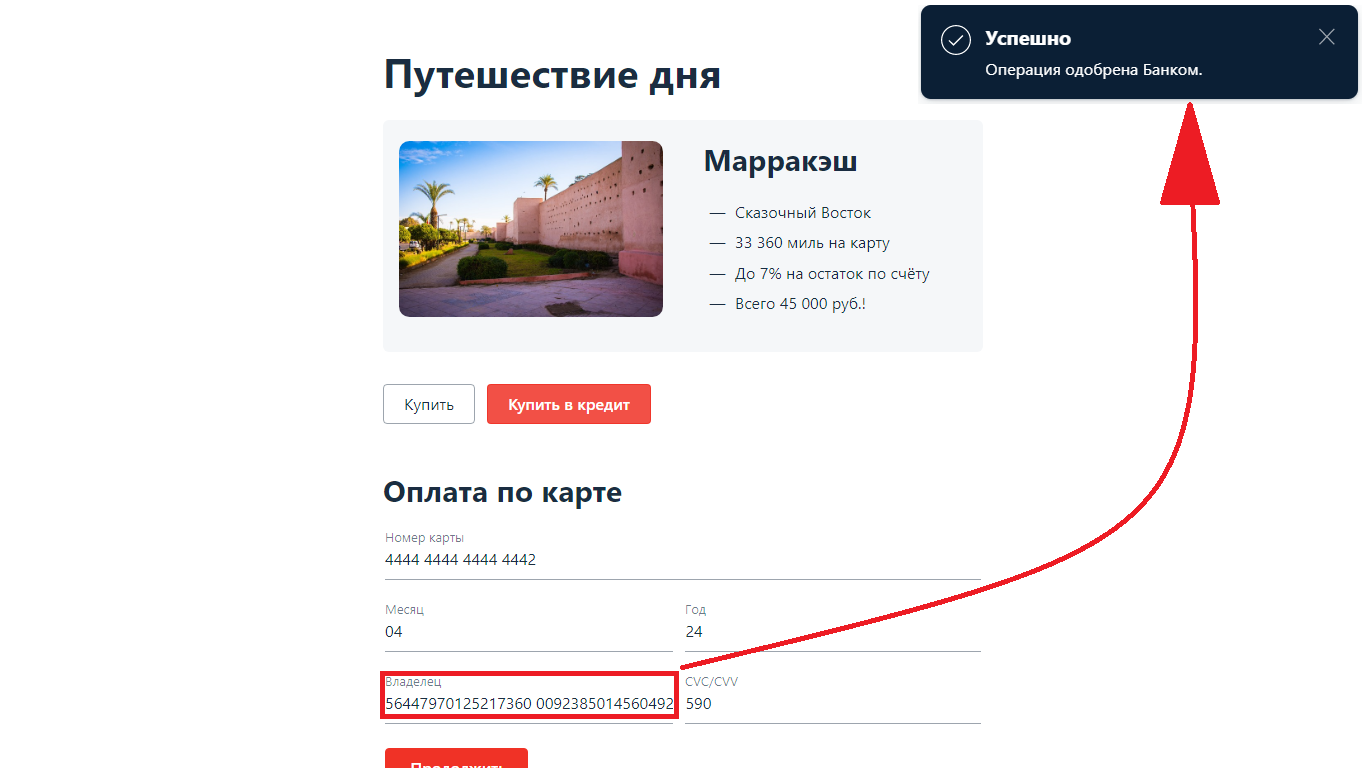 Успешно
Операция одобрена Банком.
Путешествие дня
Марракэш
— Сказочный Восток
— 33 360 миль на карту
— До 7% на остаток по счёту
— Всего 45 000 руб.!
Купить
Купить в кредит
Оплата по карте
Номер карты
4444 4444 4444 4442
Месяц
Год
04
24
Владелец
CVC/CVV
56447970125217360 0092385014560492
590
Продолжить